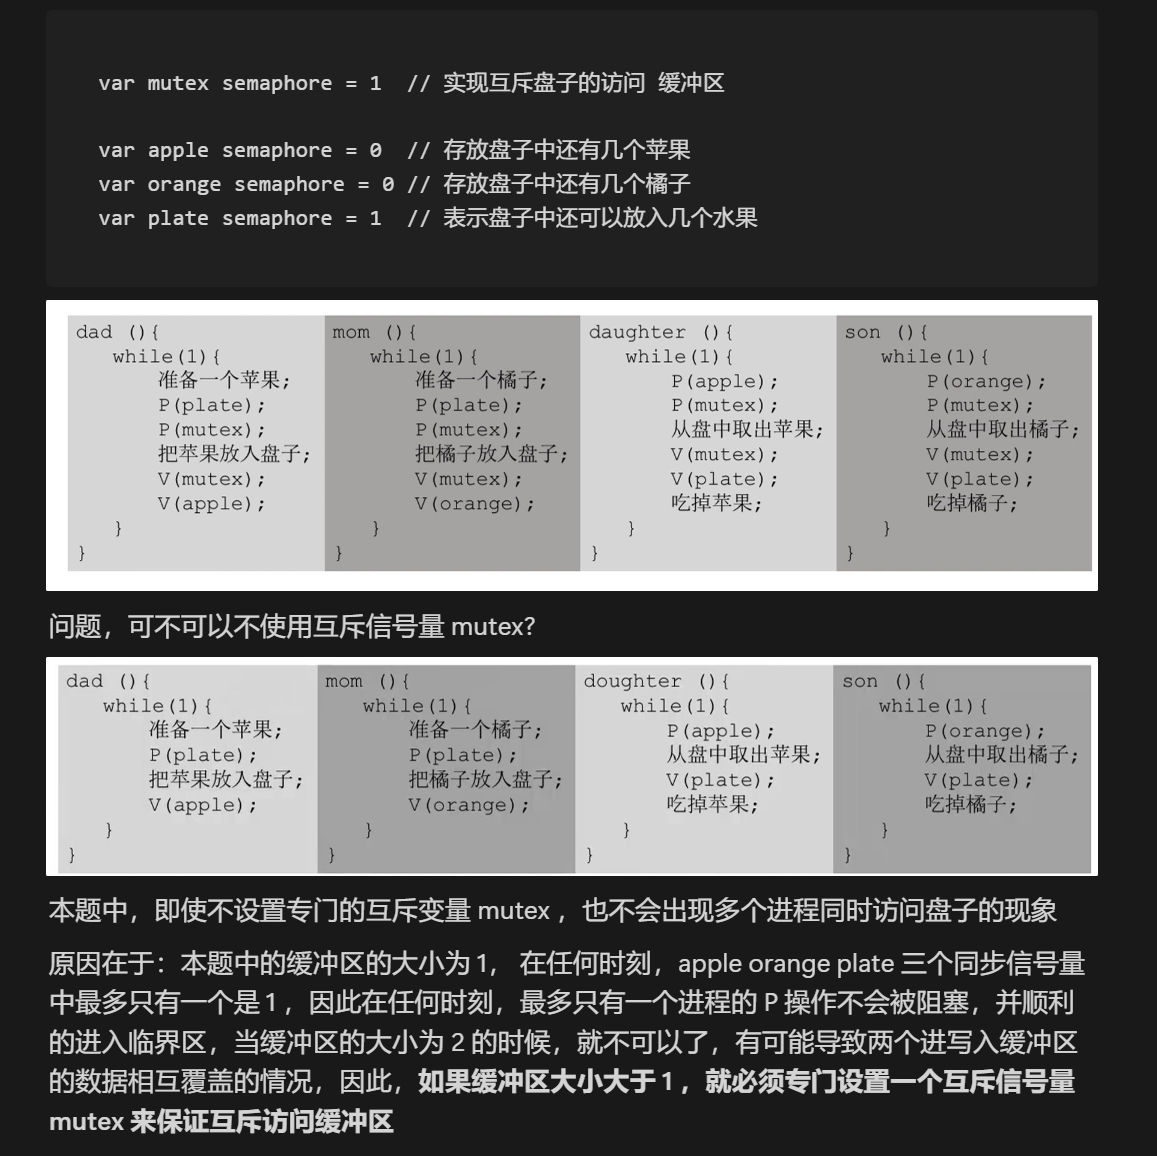 var mutex semaphore = 1  // 实现互斥盘子的访问 缓冲区
var apple semaphore = 0  // 存放盘子中还有几个苹果
var orange semaphore = 0 // 存放盘子中还有几个橘子
var plate semaphore = 1  // 表示盘子中还可以放入几个水果
dad (){
while(1){
准备一个苹果;
P(plate);
P(mutex);
把苹果放入盘子;
V(mutex);
V(apple);
}
}
mom (){
while(1){
准备一个橘子;
P(plate);
P(mutex);
把橘子放入盘子;
V(mutex);
V(orange);
}
}
daughter (){
while(1){
P(apple);
P(mutex);
从盘中取出苹果;
V(mutex);
V(plate);
吃掉苹果;
}
}
son (){
while(1){
P(orange);
P(mutex);
从盘中取出橘子;
V(mutex);
V(plate);
吃掉橘子;
}
}
问题，可不可以不使用互斥信号量 mutex?
dad (){
while(1){
准备一个苹果;
P(plate);
把苹果放入盘子;
V(apple);
}
}
mom (){
while(1){
准备一个橘子;
P(plate);
把橘子放入盘子;
V(orange);
}
}
doughter (){
while(1){
P(apple);
从盘中取出苹果;
V(plate);
吃掉苹果;
}
}
son (){
while(1){
P(orange);
从盘中取出橘子;
V(plate);
吃掉橘子;
}
}
本题中，即使不设置专门的互斥变量 mutex ，也不会出现多个进程同时访问盘子的现象
原因在于：本题中的缓冲区的大小为 1， 在任何时刻，apple orange plate 三个同步信号量
中最多只有一个是 1 ，因此在任何时刻，最多只有一个进程的 P 操作不会被阻塞，并顺利
的进入临界区，当缓冲区的大小为 2 的时候，就不可以了，有可能导致两个进写入缓冲区
的数据相互覆盖的情况，因此，如果缓冲区大小大于 1 ，就必须专门设置一个互斥信号量
mutex 来保证互斥访问缓冲区